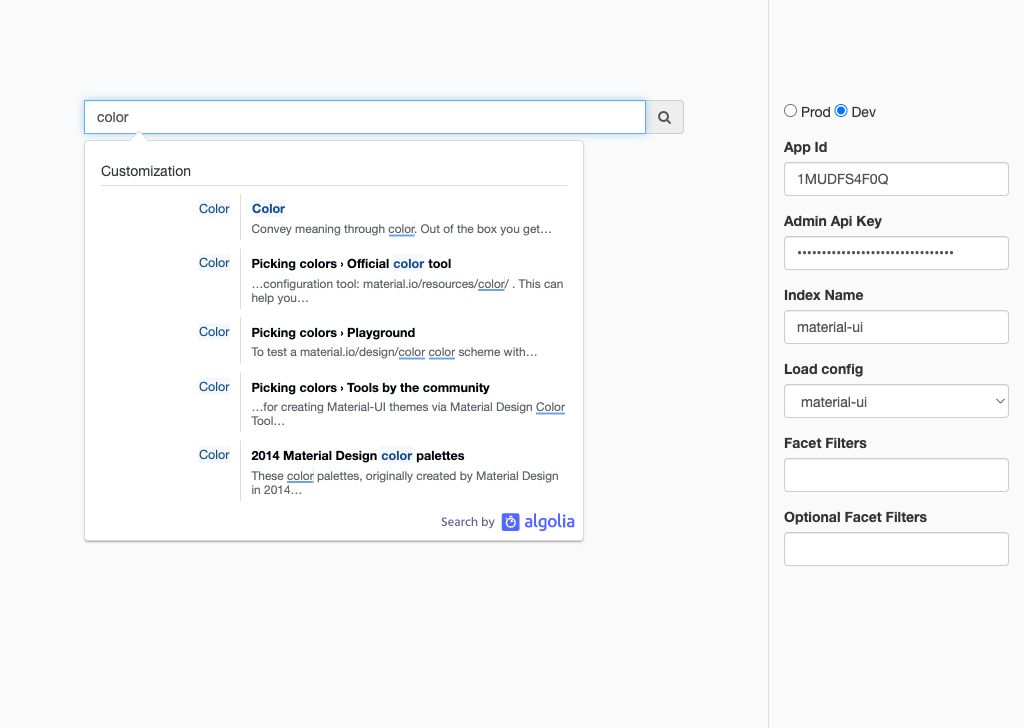 color
Customization
Color
Color
Convey meaning through color. Out of the box you get…
Color
Picking colors › Official color tool
…configuration tool: material.io/resources/color/ . This can
help you…
Color
Picking colors › Playground
To test a material.io/design/color color scheme with…
Color
Picking colors › Tools by the community
…for creating Material-UI themes via Material Design Color
Tool…
Color
2014 Material Design color palettes
These color palettes, originally created by Material Design
in 2014…
Search by algolia
Prod Dev
App Id
1MUDFS4F0Q
Admin Api Key
•••••••••••••••••••••••••••••••
Index Name
material-ui
Load config
material-ui
Facet Filters
Optional Facet Filters